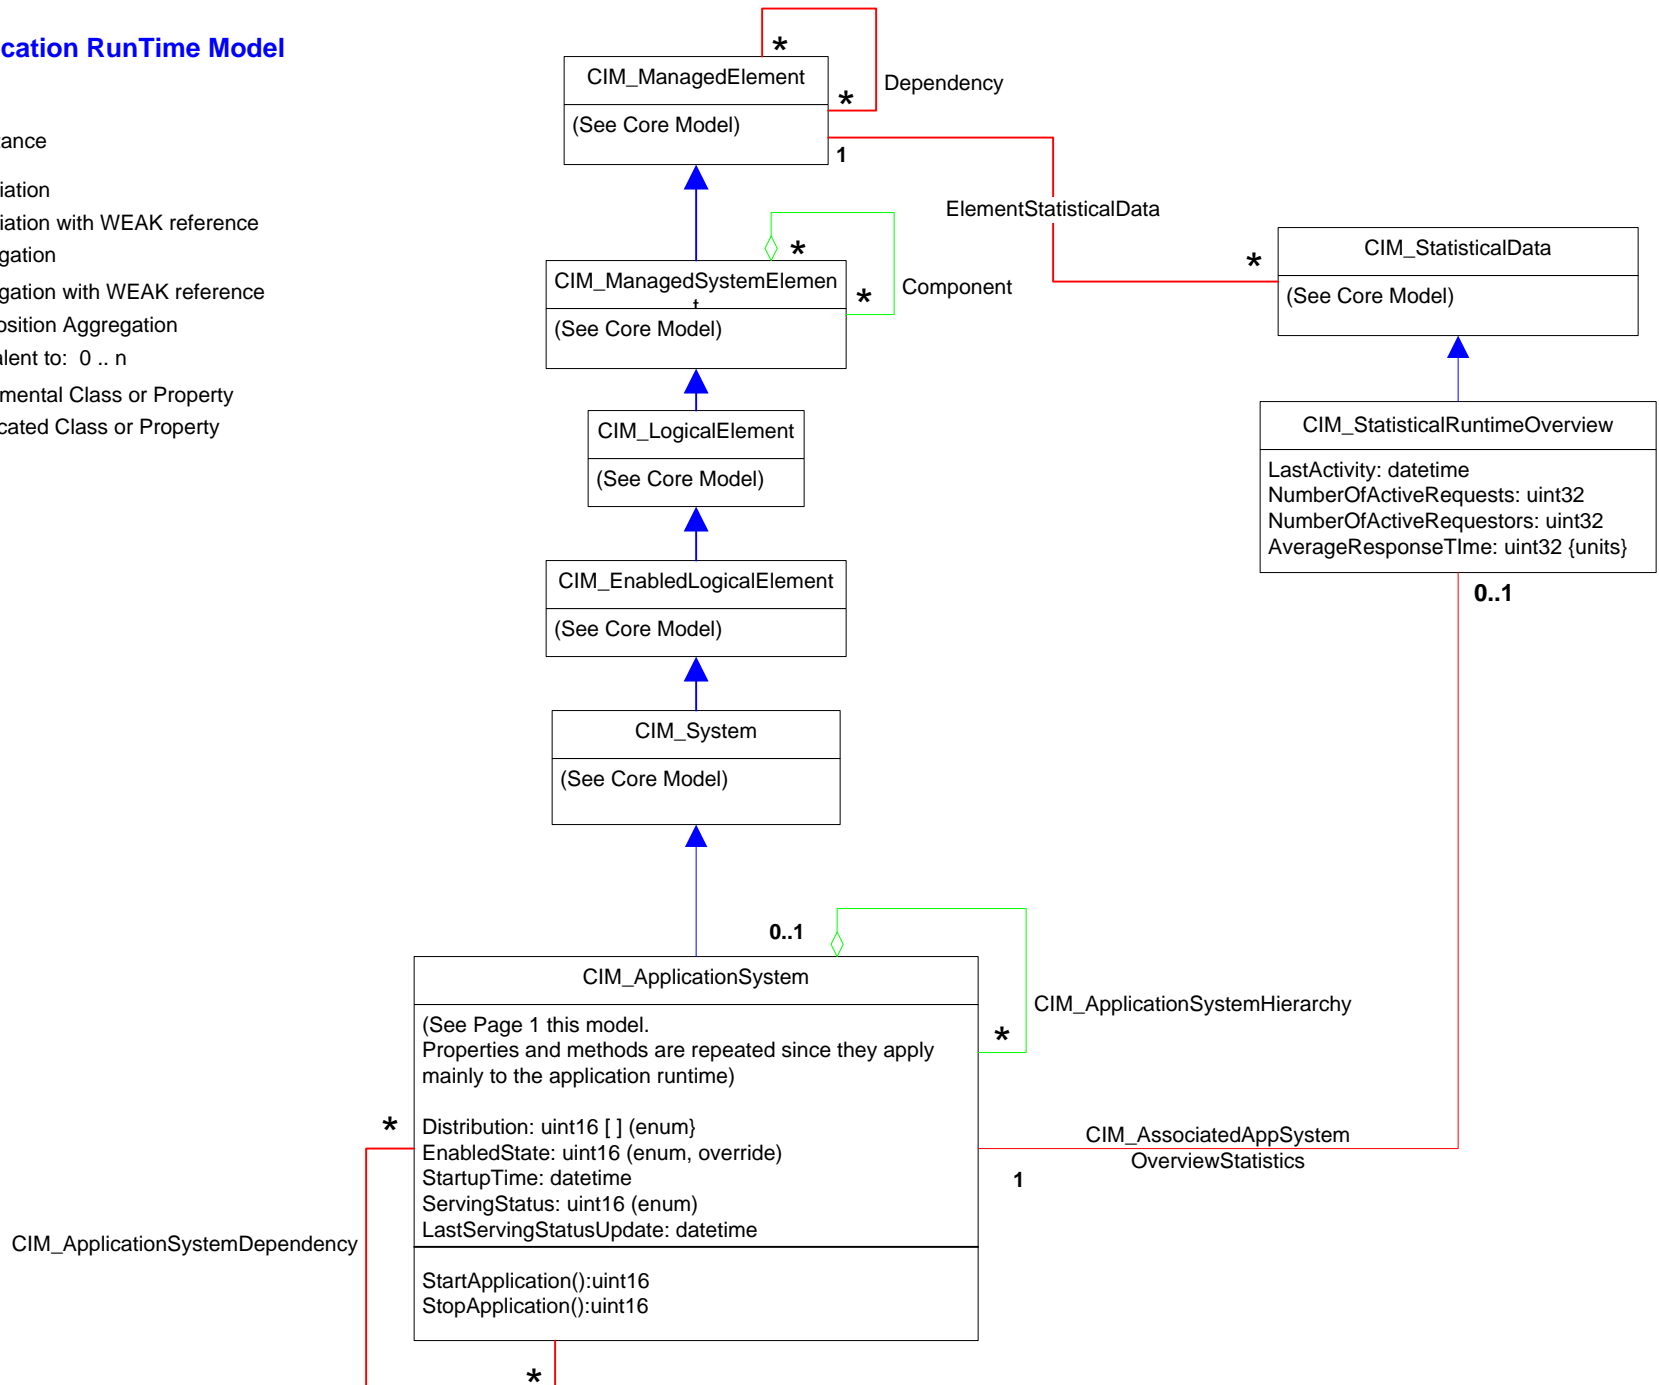 cation RunTime Model
tance
iation
iation with WEAK reference
gation
gation with WEAK reference
osition Aggregation
alent to: 0 .. n
mental Class or Property
cated Class or Property
*
CIM_ManagedElement
*
Dependency
(See Core Model)
1
ElementStatisticalData
*
CIM_ManagedSystemElemen
t
*
Component
(See Core Model)
*
CIM_StatisticalData
(See Core Model)
CIM_LogicalElement
(See Core Model)
CIM_StatisticalRuntimeOverview
LastActivity: datetime
NumberOfActiveRequests: uint32
NumberOfActiveRequestors: uint32
AverageResponseTIme: uint32 {units}
0..1
CIM_EnabledLogicalElement
(See Core Model)
CIM_System
(See Core Model)
0..1
CIM_ApplicationSystem
CIM_ApplicationSystemHierarchy
*
(See Page 1 this model.
Properties and methods are repeated since they apply
mainly to the application runtime)
*
Distribution: uint16 [ ] (enum}
EnabledState: uint16 (enum, override)
StartupTime: datetime
ServingStatus: uint16 (enum)
LastServingStatusUpdate: datetime
CIM_AssociatedAppSystem
OverviewStatistics
1
CIM_ApplicationSystemDependency
StartApplication():uint16
StopApplication():uint16
*